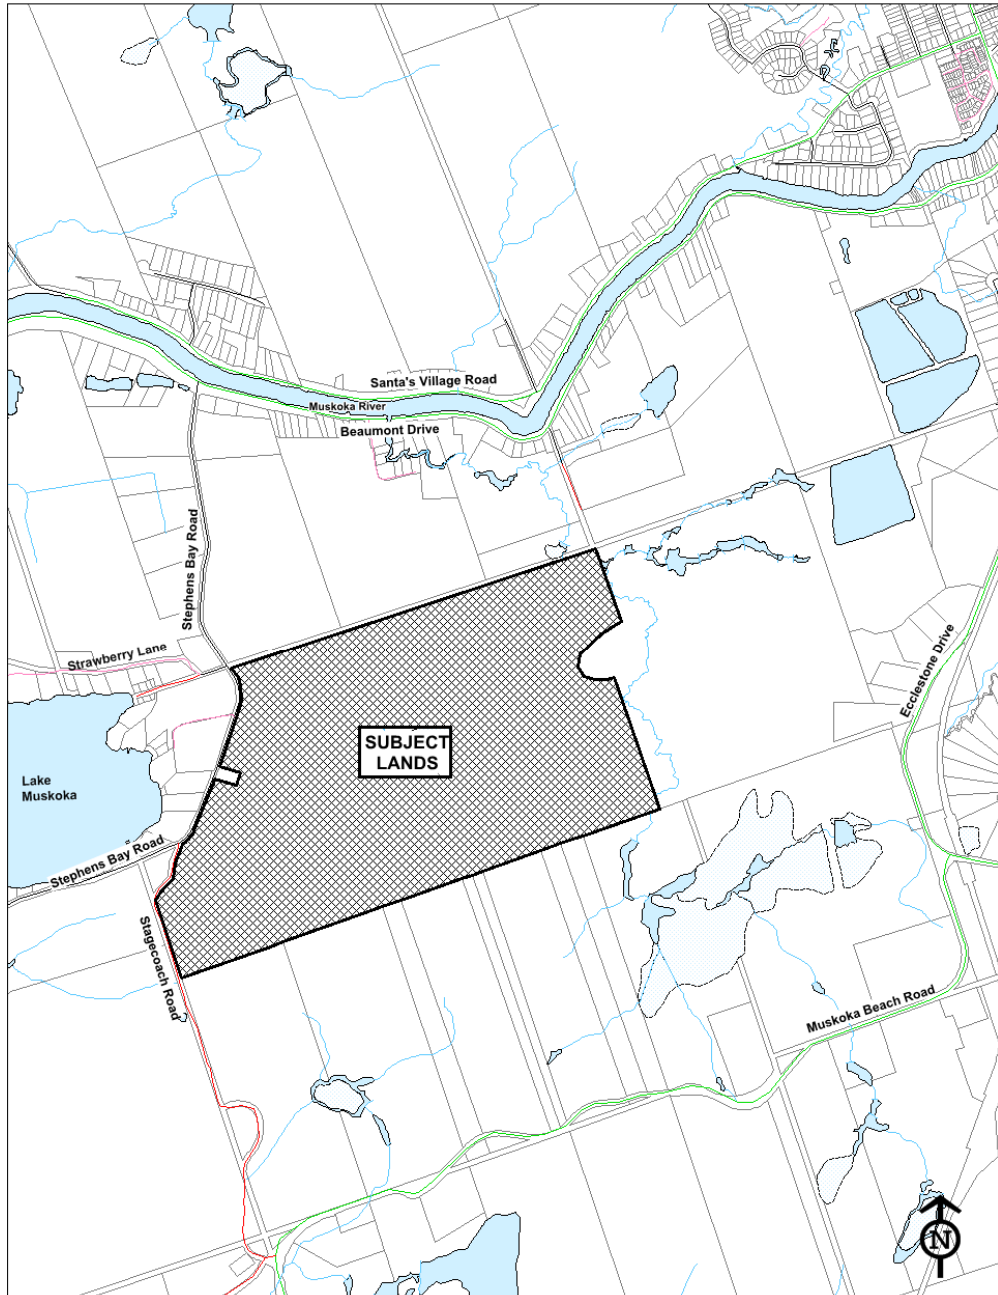 Santa's Village Road
Muskoka River
Beaumont Drive
Stephens Bay Road
Strawberry Lane
Ecclestone Drive
SUBJECT
LANDS
Lake
Muskoka
Stephens Bay Road
Stagecoach Road
Muskoka Beach Road
N